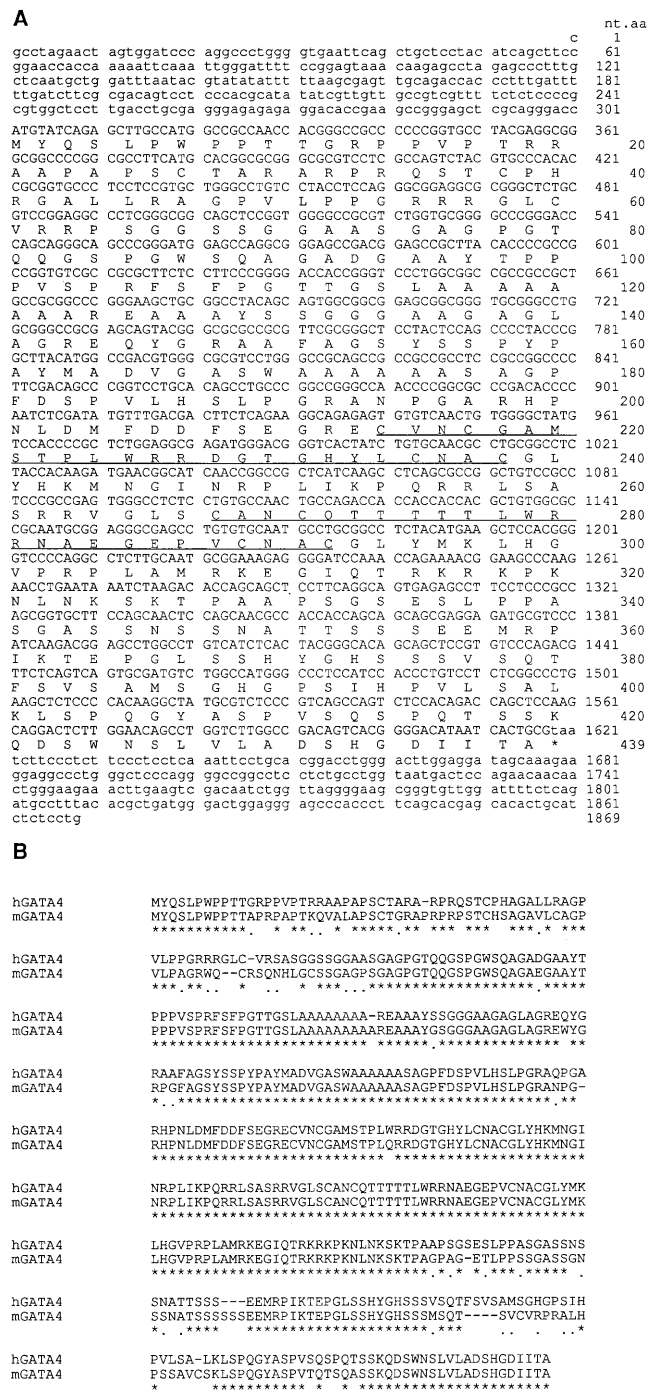 A
nt.aa
c 1
gcctagaact agtggatccc aggccctggg gtgaattcag ctgctcctac atcagcttcc 61
ggaaccacca aaaattcaaa ttgggatttt ccggagtaaa caagagccta gagccctttg 121
ctcaatgctg gatttaatac gtatatattt ttaagcgagt tgcagaccac cctttgattt 181
ttgatcttcg cgacagtcct cccacgcata tatcgttgtt gccgtcgttt tctctccccg 241
cgtggctcct tgacctgcga gggagagaga ggacaccgaa gccgggagct cgcagggacc 301
ATGTATCAGA GCTTGCCATG GCCGCCAACC ACGGGCCGCC CCCCGGTGCC TACGAGGCGG 361
M Y Q S L P W P P T T G R P P V P T R R 20
GCGGCCCCGG CGCCTTCATG CACGGCGCGG GCGCGTCCTC GCCAGTCTAC GTGCCCACAC 421
A A P A P S C T A R A R P R Q S T C P H 40
CGCGGTGCCC TCCTCCGTGC TGGGCCTGTC CTACCTCCAG GGCGGAGGCG CGGGCTCTGC 481
R G A L L R A G P V L P P G R R R G L C 60
GTCCGGAGGC CCTCGGGCGG CAGCTCCGGT GGGGCCGCGT CTGGTGCGGG GCCCGGGACC 541
V R R P S G G S S G G A A S G A G P G T 80
CAGCAGGGCA GCCCGGGATG GAGCCAGGCG GGAGCCGACG GAGCCGCTTA CACCCCGCCG 601
Q Q G S P G W S Q A G A D G A A Y T P P 100
CCGGTGTCGC CGCGCTTCTC CTTCCCGGGG ACCACCGGGT CCCTGGCGGC CGCCGCCGCT 661
P V S P R F S F P G T T G S L A A A A A 120
GCCGCGGCCC GGGAAGCTGC GGCCTACAGC AGTGGCGGCG GAGCGGCGGG TGCGGGCCTG 721
A A A R E A A A Y S S G G G A A G A G L 140
GCGGGCCGCG AGCAGTACGG GCGCGCCGCG TTCGCGGGCT CCTACTCCAG CCCCTACCCG 781
A G R E Q Y G R A A F A G S Y S S P Y P 160
GCTTACATGG CCGACGTGGG CGCGTCCTGG GCCGCAGCCG CCGCCGCCTC CGCCGGCCCC 841
A Y M A D V G A S W A A A A A A S A G P 180
TTCGACAGCC CGGTCCTGCA CAGCCTGCCC GGCCGGGCCA ACCCCGGCGC CCGACACCCC 901
F D S P V L H S L P G R A N P G A R H P 200
AATCTCGATA TGTTTGACGA CTTCTCAGAA GGCAGAGAGT GTGTCAACTG TGGGGCTATG 961
N L D M F D D F S E G R E C V N C G A M 220
TCCACCCCGC TCTGGAGGCG AGATGGGACG GGTCACTATC TGTGCAACGC CTGCGGCCTC 1021
S T P L W R R D G T G H Y L C N A C G L 240
TACCACAAGA TGAACGGCAT CAACCGGCCG CTCATCAAGC CTCAGCGCCG GCTGTCCGCC 1081
Y H K M N G I N R P L I K P Q R R L S A 260
TCCCGCCGAG TGGGCCTCTC CTGTGCCAAC TGCCAGACCA CCACCACCAC GCTGTGGCGC 1141
S R R V G L S C A N C Q T T T T T L W R 280
CGCAATGCGG AGGGCGAGCC TGTGTGCAAT GCCTGCGGCC TCTACATGAA GCTCCACGGG 1201
R N A E G E P V C N A C G L Y M K L H G 300
GTCCCCAGGC CTCTTGCAAT GCGGAAAGAG GGGATCCAAA CCAGAAAACG GAAGCCCAAG 1261
V P R P L A M R K E G I Q T R K R K P K 320
AACCTGAATA AATCTAAGAC ACCAGCAGCT CCTTCAGGCA GTGAGAGCCT TCCTCCCGCC 1321
N L N K S K T P A A P S G S E S L P P A 340
AGCGGTGCTT CCAGCAACTC CAGCAACGCC ACCACCAGCA GCAGCGAGGA GATGCGTCCC 1381
S G A S S N S S N A T T S S S E E M R P 360
ATCAAGACGG AGCCTGGCCT GTCATCTCAC TACGGGCACA GCAGCTCCGT GTCCCAGACG 1441
I K T E P G L S S H Y G H S S S V S Q T 380
TTCTCAGTCA GTGCGATGTC TGGCCATGGG CCCTCCATCC ACCCTGTCCT CTCGGCCCTG 1501
F S V S A M S G H G P S I H P V L S A L 400
AAGCTCTCCC CACAAGGCTA TGCGTCTCCC GTCAGCCAGT CTCCACAGAC CAGCTCCAAG 1561
K L S P Q G Y A S P V S Q S P Q T S S K 420
CAGGACTCTT GGAACAGCCT GGTCTTGGCC GACAGTCACG GGGACATAAT CACTGCGtaa 1621
Q D S W N S L V L A D S H G D I I T A * 439
tcttccctct tccctcctca aattcctgca cggacctggg acttggagga tagcaaagaa 1681
ggaggccctg ggctcccagg ggccggcctc ctctgcctgg taatgactcc agaacaacaa 1741
ctgggaagaa acttgaagtc gacaatctgg ttaggggaag cgggtgttgg attttctcag 1801
atgcctttac acgctgatgg gactggaggg agcccaccct tcagcacgag cacactgcat 1861
ctctcctg 1869
B
hGATA4 MYQSLPWPPTTGRPPVPTRRAAPAPSCTARA-RPRQSTCPHAGALLRAGP
mGATA4 MYQSLPWPPTTAPRPAPTKQVALAPSCTGRAPRPRPSTCHSAGAVLCAGP
hGATA4 VLPPGRRRGLC-VRSASGGSSGGAASGAGPGTQQGSPGWSQAGADGAAYT
mGATA4 VLPAGRWQ--CRSQNHLGCSSGAGPSGAGPGTQQGSPGWSQAGAEGAAYT
hGATA4 PPPVSPRFSFPGTTGSLAAAAAAAA-REAAAYSSGGGAAGAGLAGREQYG
mGATA4 PPPVSPRFSFPGTTGSLAAAAAAAAAREAAAYGSGGGAAGAGLAGREWYG
hGATA4 RAAFAGSYSSPYPAYMADVGASWAAAAAASAGPFDSPVLHSLPGRAQPGA
mGATA4 RPGFAGSYSSPYPAYMADVGASWAAAAAASAGPFDSPVLHSLPGRANPG-
hGATA4 RHPNLDMFDDFSEGRECVNCGAMSTPLWRRDGTGHYLCNACGLYHKMNGI
mGATA4 RHPNLDMFDDFSEGRECVNCGAMSTPLQRRDGTGHYLCNACGLYHKMNGI
hGATA4 NRPLIKPQRRLSASRRVGLSCANCQTTTTTLWRRNAEGEPVCNACGLYMK
mGATA4 NRPLIKPQRRLSASRRVGLSCANCQTTTTTLWRRNAEGEPVCNACGLYMK
hGATA4 LHGVPRPLAMRKEGIQTRKRKPKNLNKSKTPAAPSGSESLPPASGASSNS
mGATA4 LHGVPRPLAMRKEGIQTRKRKPKNLNKSKTPAGPAG-ETLPPSSGASSGN
hGATA4 SNATTSSS---EEMRPIKTEPGLSSHYGHSSSVSQTFSVSAMSGHGPSIH
mGATA4 SSNATSSSSSSEEMRPIKTEPGLSSHYGHSSSMSQT----SVCVRPRALH
hGATA4 PVLSA-LKLSPQGYASPVSQSPQTSSKQDSWNSLVLADSHGDIITA
mGATA4 PSSAVCSKLSPQGYASPVTQTSQASSKQDSWNSLVLADSHGDIITA